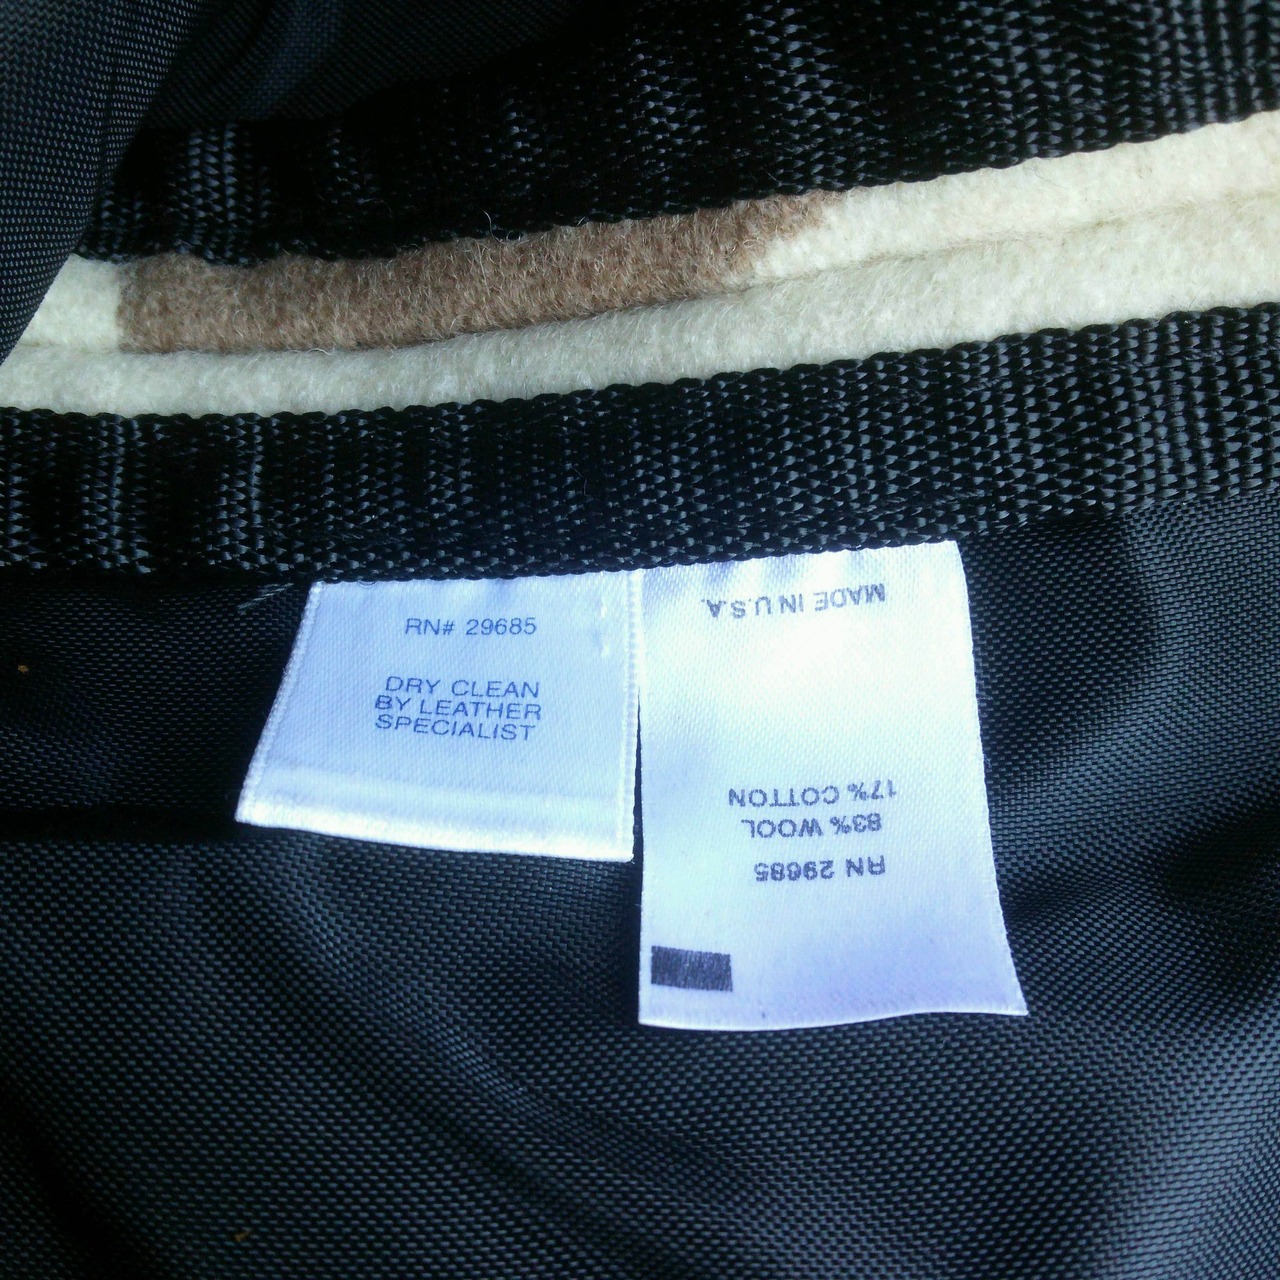 RN# 29685
DRY CLEAN
BY LEATHER
SPECIALIST
RN 29685
83% WOOL
17% COTTON
MADE IN U.S.A.